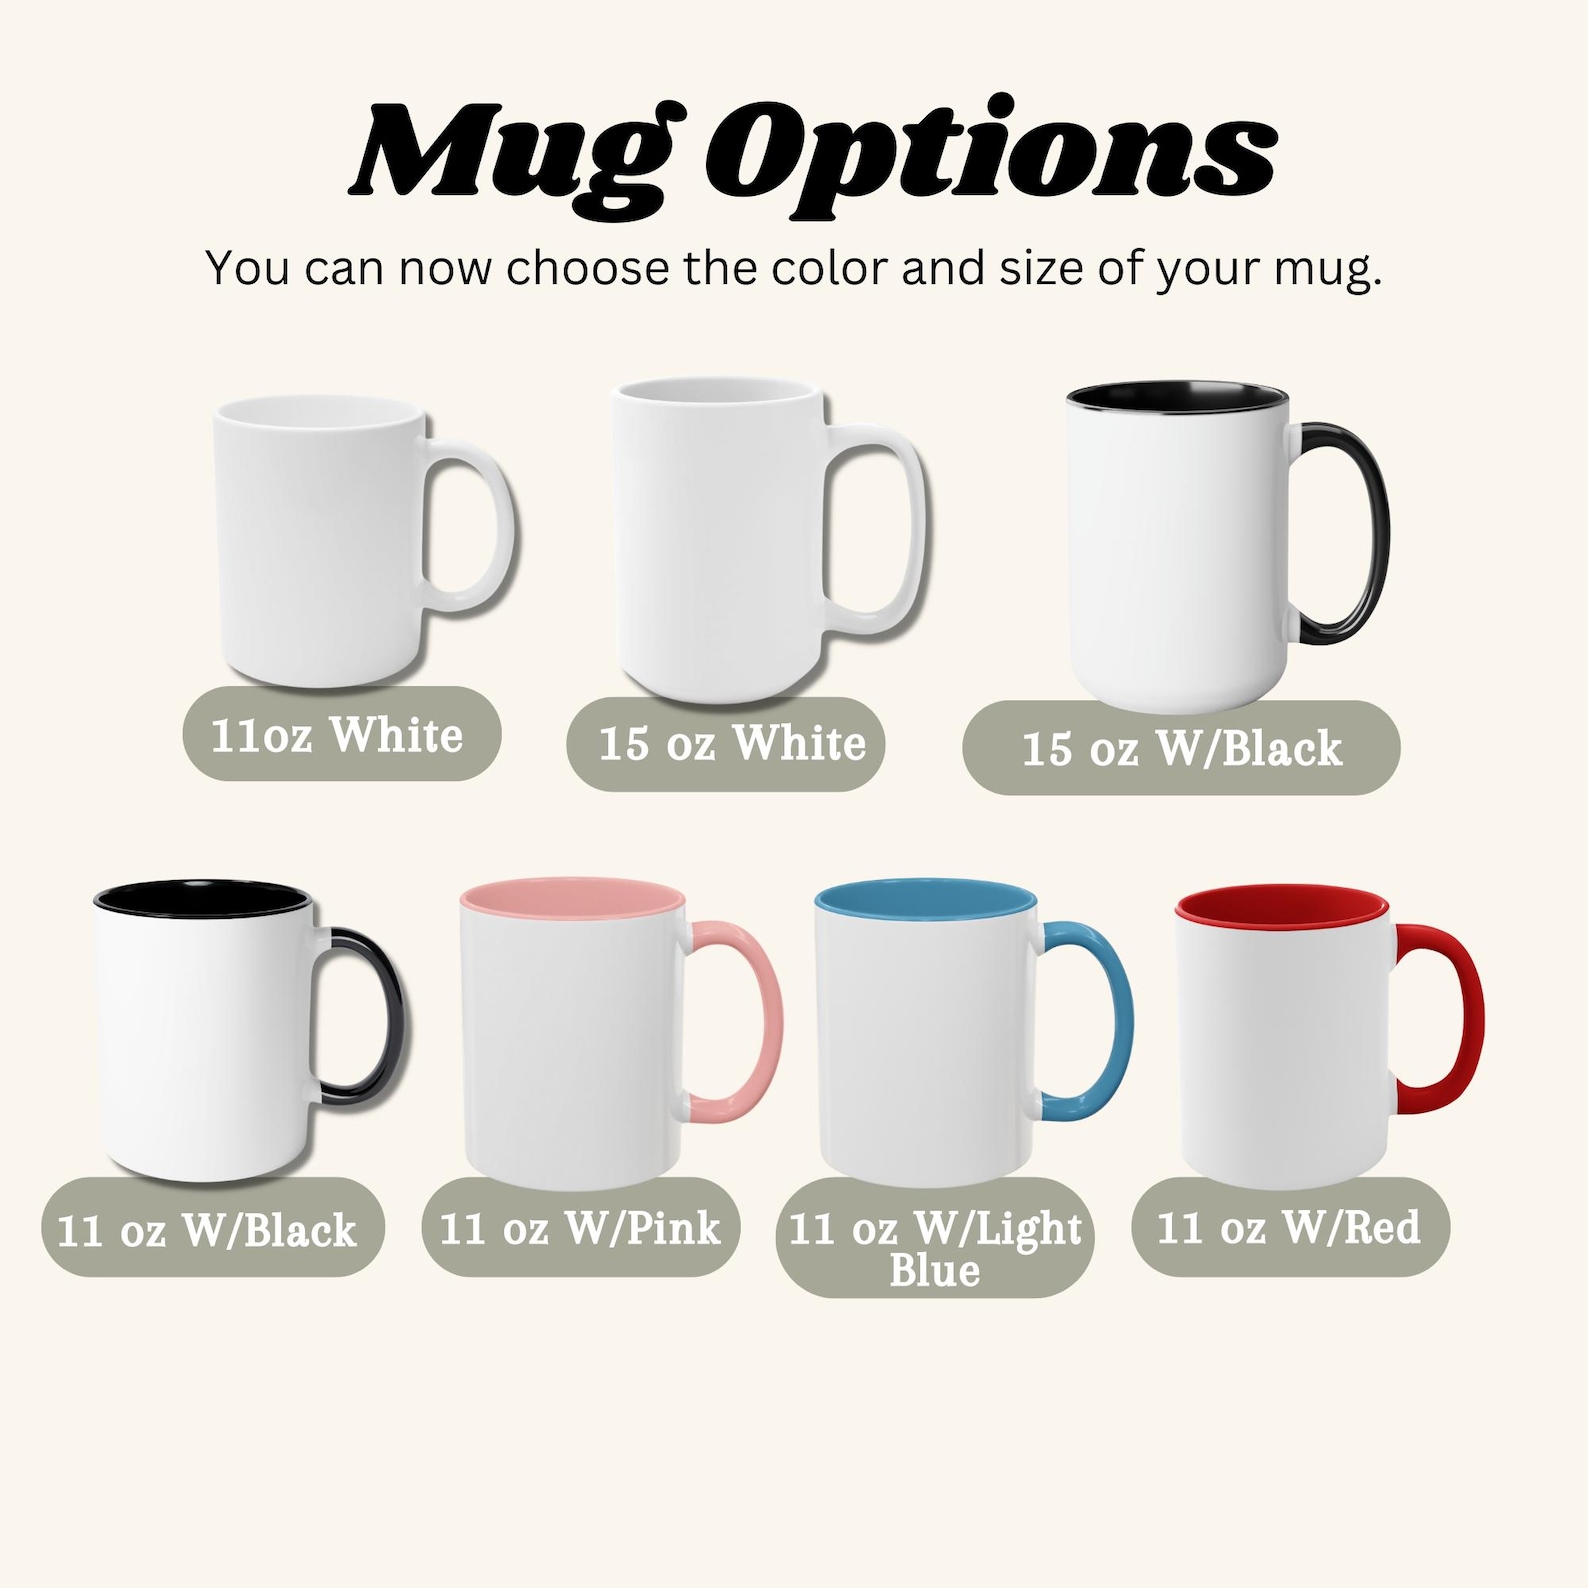 Mug Options
You can now choose the color and size of your mug.
11oz White
15 oz White
15 oz W/Black
11 oz W/Black
11 oz W/Pink
11 oz W/Light
Blue
11 oz W/Red